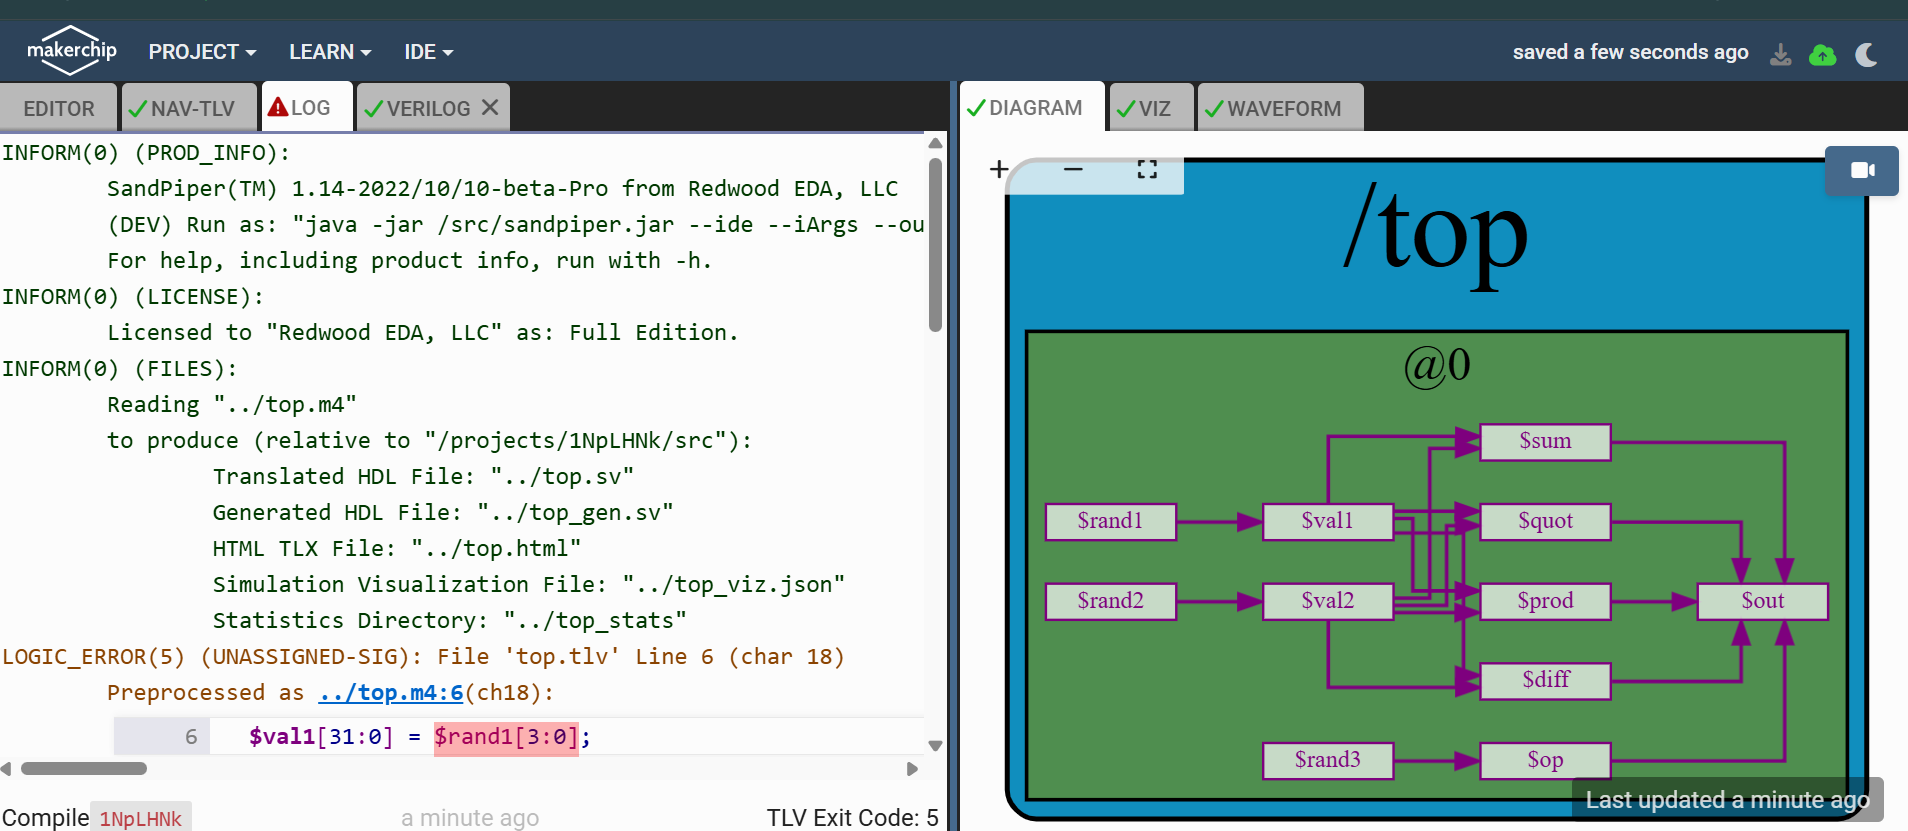 makerchip PROJECT LEARN IDE saved a few seconds ago
EDITOR NAV-TLV LOG VERILOG
INFORM(0) (PROD_INFO):
SandPiper(TM) 1.14-2022/10/10-beta-Pro from Redwood EDA, LLC
(DEV) Run as: "java -jar /src/sandpiper.jar --ide --iArgs --ou
For help, including product info, run with -h.
INFORM(0) (LICENSE):
Licensed to "Redwood EDA, LLC" as: Full Edition.
INFORM(0) (FILES):
Reading "../top.m4"
to produce (relative to "/projects/1NpLHNk/src"):
Translated HDL File: "../top.sv"
Generated HDL File: "../top_gen.sv"
HTML TLX File: "../top.html"
Simulation Visualization File: "../top_viz.json"
Statistics Directory: "../top_stats"
LOGIC_ERROR(5) (UNASSIGNED-SIG): File 'top.tlv' Line 6 (char 18)
Preprocessed as ../top.m4:6(ch18):
6 $val1[31:0] = $rand1[3:0];
Compile 1NpLHNk a minute ago TLV Exit Code: 5
DIAGRAM VIZ WAVEFORM
/top
@0
$sum
$rand1 $val1 $quot
$rand2 $val2 $prod $out
$diff
$rand3 $op
Last updated a minute ago